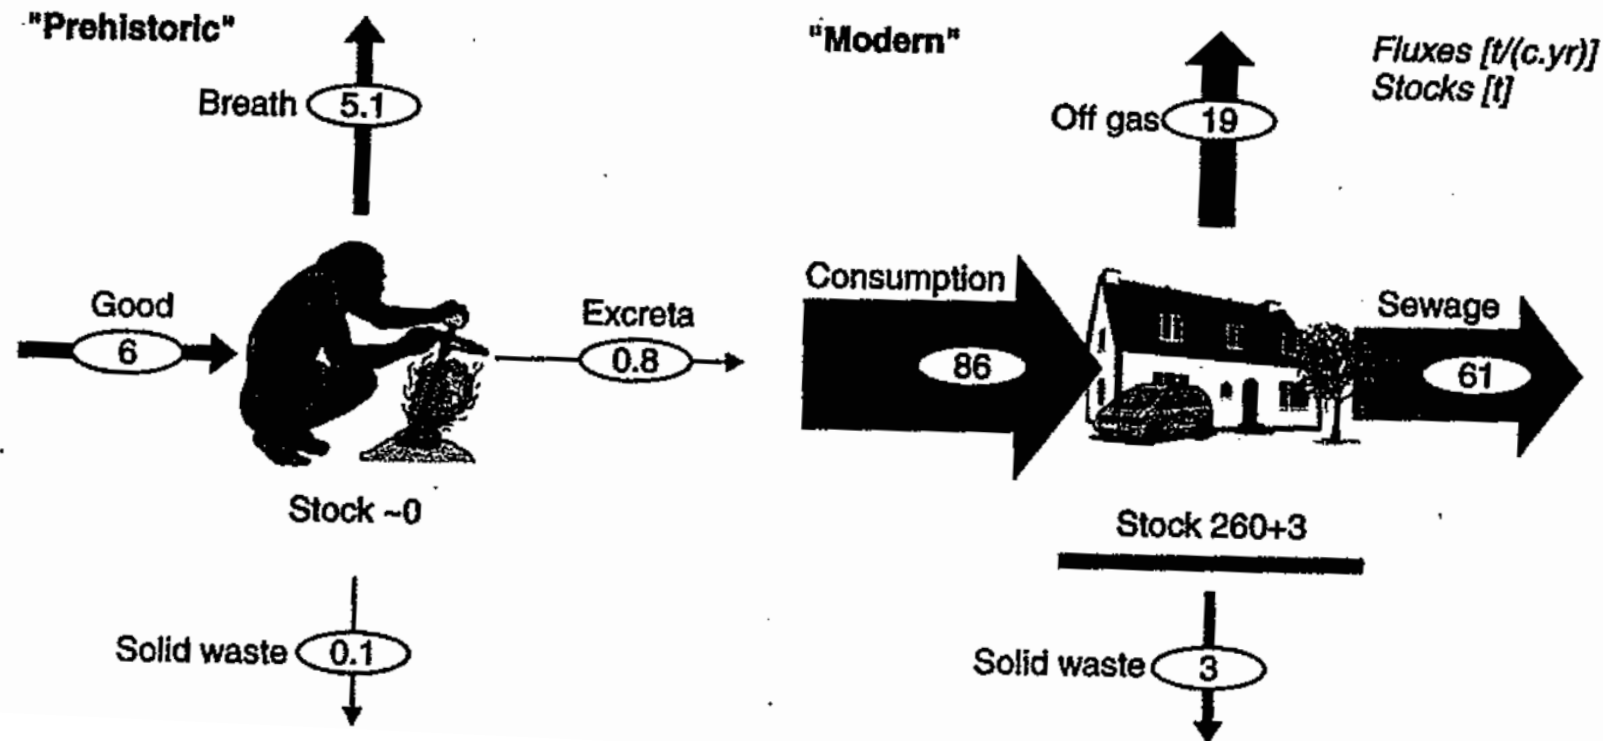 "Prehistoric"
Breath 5.1
Good
6
Excreta
0.8
Stock ~0
Solid waste 0.1
"Modern"
Fluxes [t/(c.yr)]
Stocks [t]
Off gas 19
Consumption
86
Sewage
61
Stock 260+3
Solid waste 3